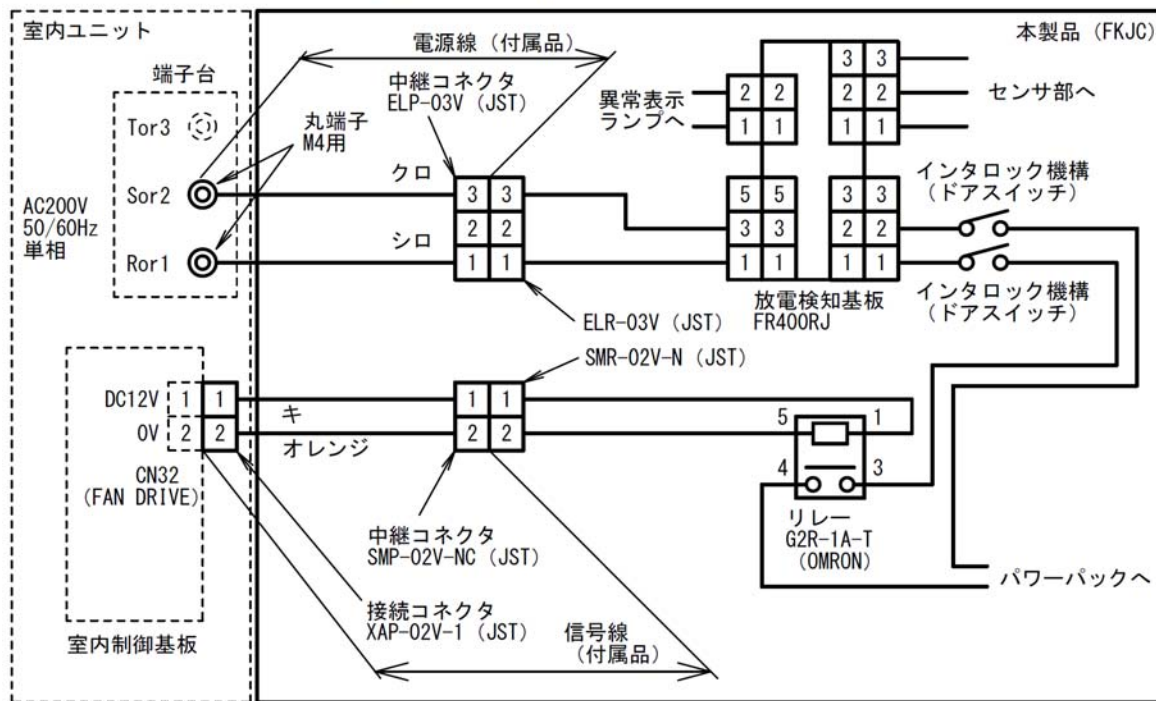 室内ユニット
本製品(FKJC)
電源線(付属品)
端子台
中継コネクタ
ELP-03V(JST)
丸端子
M4用
異常表示
ランプへ
2 2
1 1
3 3
2 2
1 1
センサ部へ
Tor3
Sor2
Ror1
AC200V
50/60Hz
単相
クロ
シロ
3 3
2 2
1 1
5 5
3 3
1 1
3 3
2 2
1 1
インタロック機構
(ドアスイッチ)
インタロック機構
(ドアスイッチ)
放電検知基板
FR400RJ
ELR-03V(JST)
SMR-02V-N(JST)
DC12V 1 1
0V 2 2
キ
オレンジ
1 1
2 2
5 1
4 3
CN32
(FAN DRIVE)
リレー
G2R-1A-T
(OMRON)
中継コネクタ
SMP-02V-NC(JST)
パワーパックへ
接続コネクタ
XAP-02V-1(JST)
室内制御基板
信号線
(付属品)